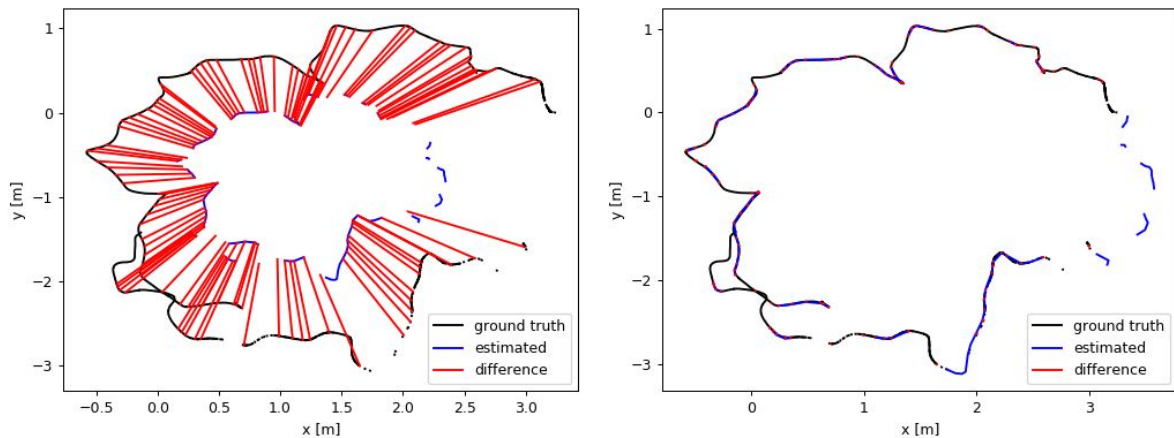 1
0
−1
−2
−3
y [m]
−0.5 0.0 0.5 1.0 1.5 2.0 2.5 3.0
x [m]
ground truth
estimated
difference
1
0
−1
−2
−3
y [m]
0 1 2 3
x [m]
ground truth
estimated
difference